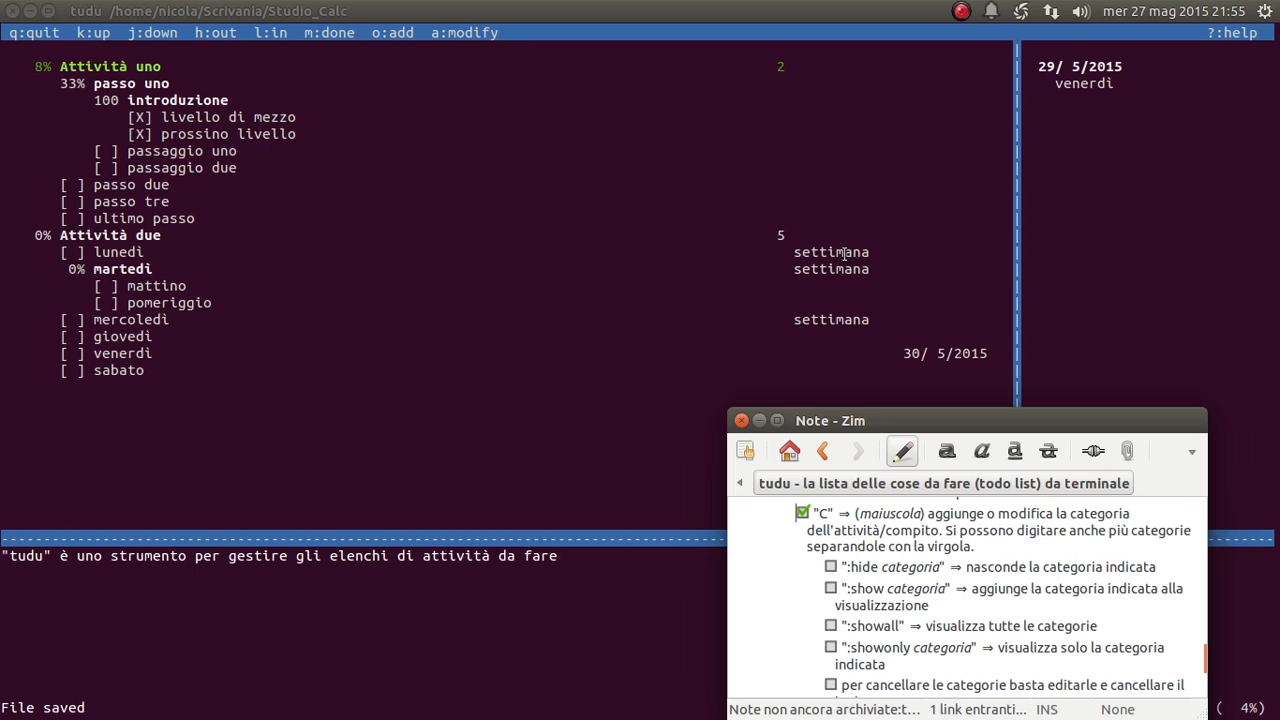 tudu /home/nicola/Scrivania/Studio_Calc mer 27 mag 2015 21:55
q:quit k:up j:down h:out l:in m:done o:add a:modify ?:help
8% Attività uno 2 29/ 5/2015
33% passo uno venerdì
100 introduzione
[X] livello di mezzo
[X] prossino livello
[ ] passaggio uno
[ ] passaggio due
[ ] passo due
[ ] passo tre
[ ] ultimo passo
0% Attività due 5
[ ] lunedì settimana
0% martedì settimana
[ ] mattino
[ ] pomeriggio
[ ] mercoledì settimana
[ ] giovedì
[ ] venerdì 30/ 5/2015
[ ] sabato
"tudu" è uno strumento per gestire gli elenchi di attività da fare
File saved ( 4%)
Note - Zim
tudu - la lista delle cose da fare (todo list) da terminale
"C" ⇒ (maiuscola) aggiunge o modifica la categoria
dell'attività/compito. Si possono digitare anche più categorie
separandole con la virgola.
":hide categoria" ⇒ nasconde la categoria indicata
":show categoria" ⇒ aggiunge la categoria indicata alla
visualizzazione
":showall" ⇒ visualizza tutte le categorie
":showonly categoria" ⇒ visualizza solo la categoria
indicata
per cancellare le categorie basta editarle e cancellare il
Note non ancora archiviate:t... 1 link entranti... INS None